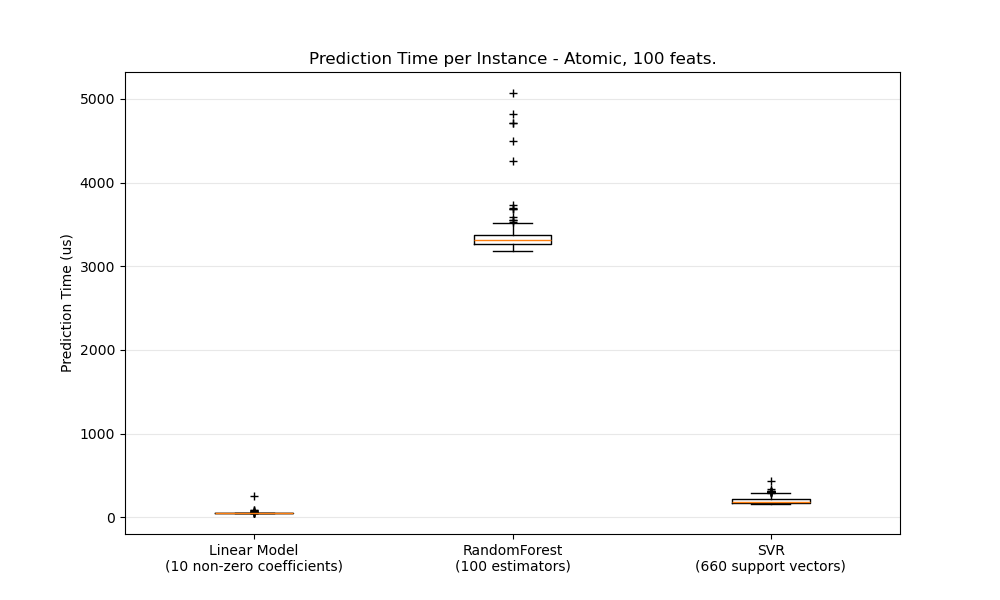 Prediction Time per Instance - Atomic, 100 feats.
5000
4000
3000
2000
1000
0
Prediction Time (us)
Linear Model
(10 non-zero coefficients)
RandomForest
(100 estimators)
SVR
(660 support vectors)